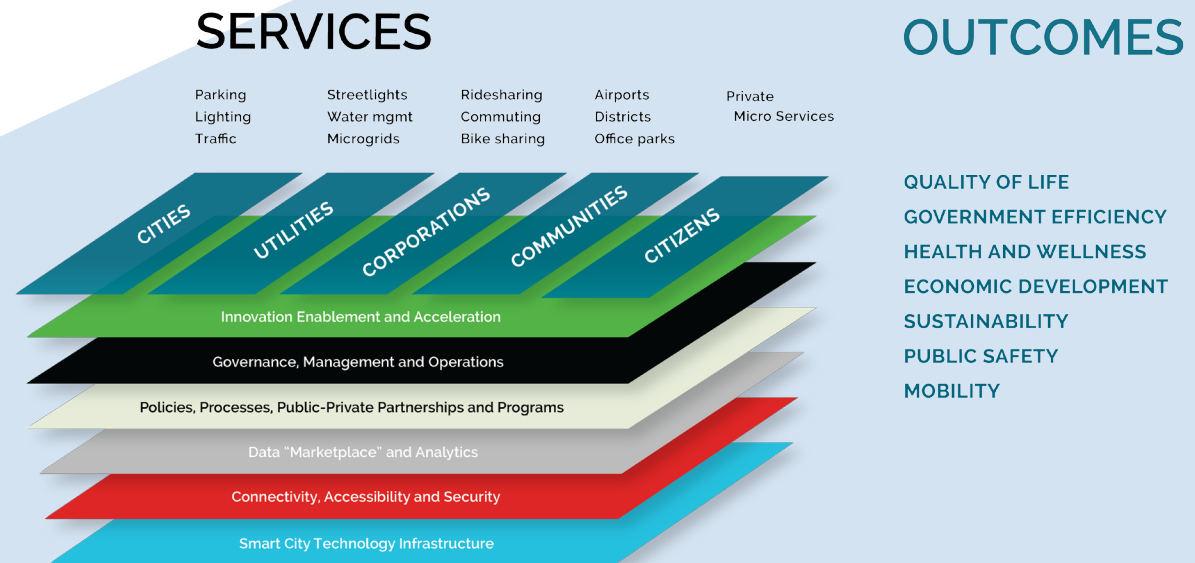 SERVICES
OUTCOMES
Parking
Lighting
Traffic
Streetlights
Water mgmt
Microgrids
Ridesharing
Commuting
Bike sharing
Airports
Districts
Office parks
Private
Micro Services
CITIES
UTILITIES
CORPORATIONS
COMMUNITIES
CITIZENS
Innovation Enablement and Acceleration
Governance, Management and Operations
Policies, Processes, Public-Private Partnerships and Programs
Data “Marketplace” and Analytics
Connectivity, Accessibility and Security
Smart City Technology Infrastructure
QUALITY OF LIFE
GOVERNMENT EFFICIENCY
HEALTH AND WELLNESS
ECONOMIC DEVELOPMENT
SUSTAINABILITY
PUBLIC SAFETY
MOBILITY